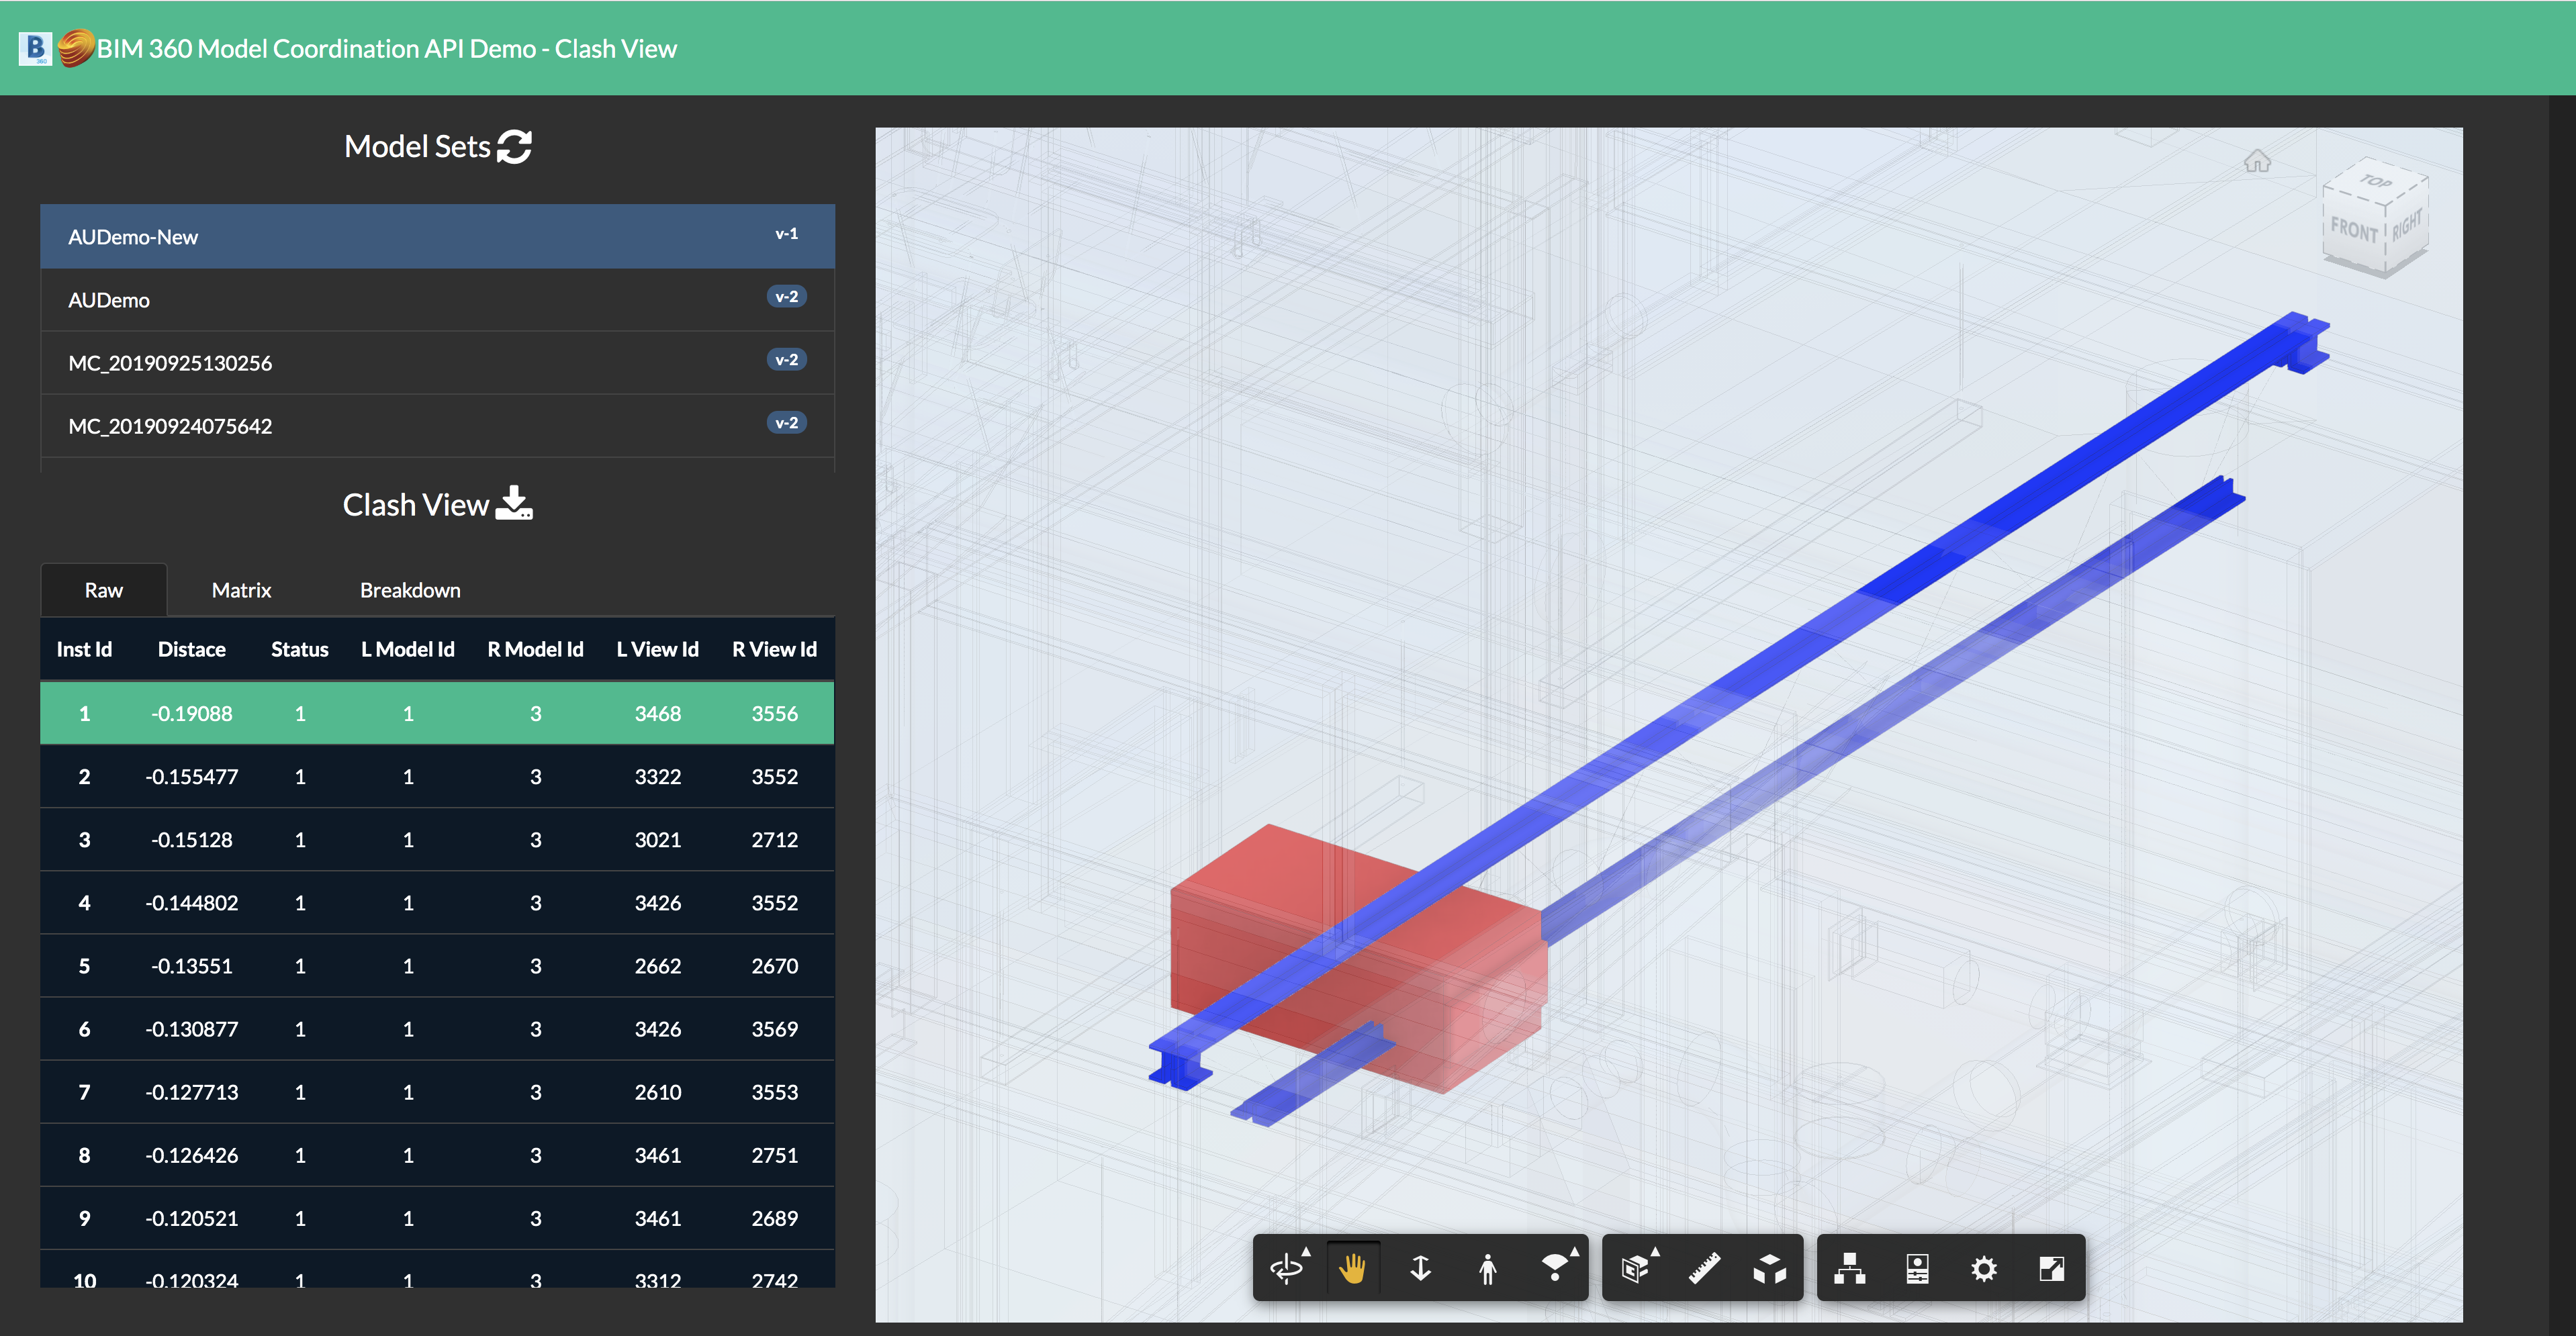 B
360
BIM 360 Model Coordination API Demo - Clash View
Model Sets
AUDemo-New v-1
AUDemo v-2
MC_20190925130256 v-2
MC_20190924075642 v-2
Clash View
Raw Matrix Breakdown
Inst Id Distace Status L Model Id R Model Id L View Id R View Id
1 -0.19088 1 1 3 3468 3556
2 -0.155477 1 1 3 3322 3552
3 -0.15128 1 1 3 3021 2712
4 -0.144802 1 1 3 3426 3552
5 -0.13551 1 1 3 2662 2670
6 -0.130877 1 1 3 3426 3569
7 -0.127713 1 1 3 2610 3553
8 -0.126426 1 1 3 3461 2751
9 -0.120521 1 1 3 3461 2689
10 -0.120324 1 1 3 3312 2742
TOP
FRONT RIGHT